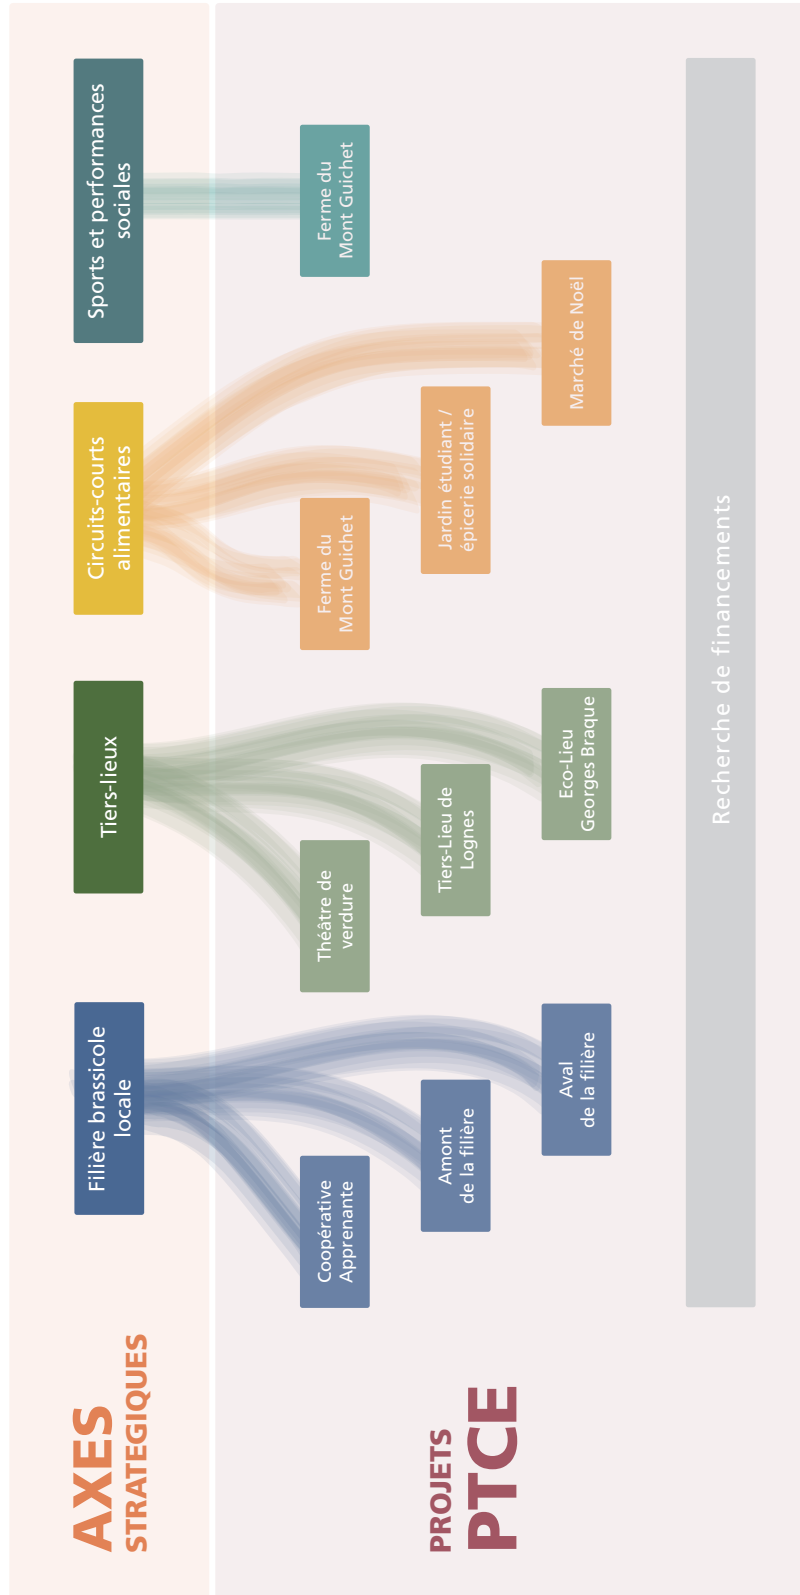 AXES
STRATEGIQUES
Filière brassicole
locale
Tiers-lieux
Circuits-courts
alimentaires
Sports et performances
sociales
PROJETS
PTCE
Coopérative
Apprenante
Amont
de la filière
Aval
de la filière
Théâtre de
verdure
Tiers-Lieu de
Lognes
Eco-Lieu
Georges Braque
Ferme du
Mont Guichet
Jardin étudiant /
épicerie solidaire
Marché de Noël
Ferme du
Mont Guichet
Recherche de financements